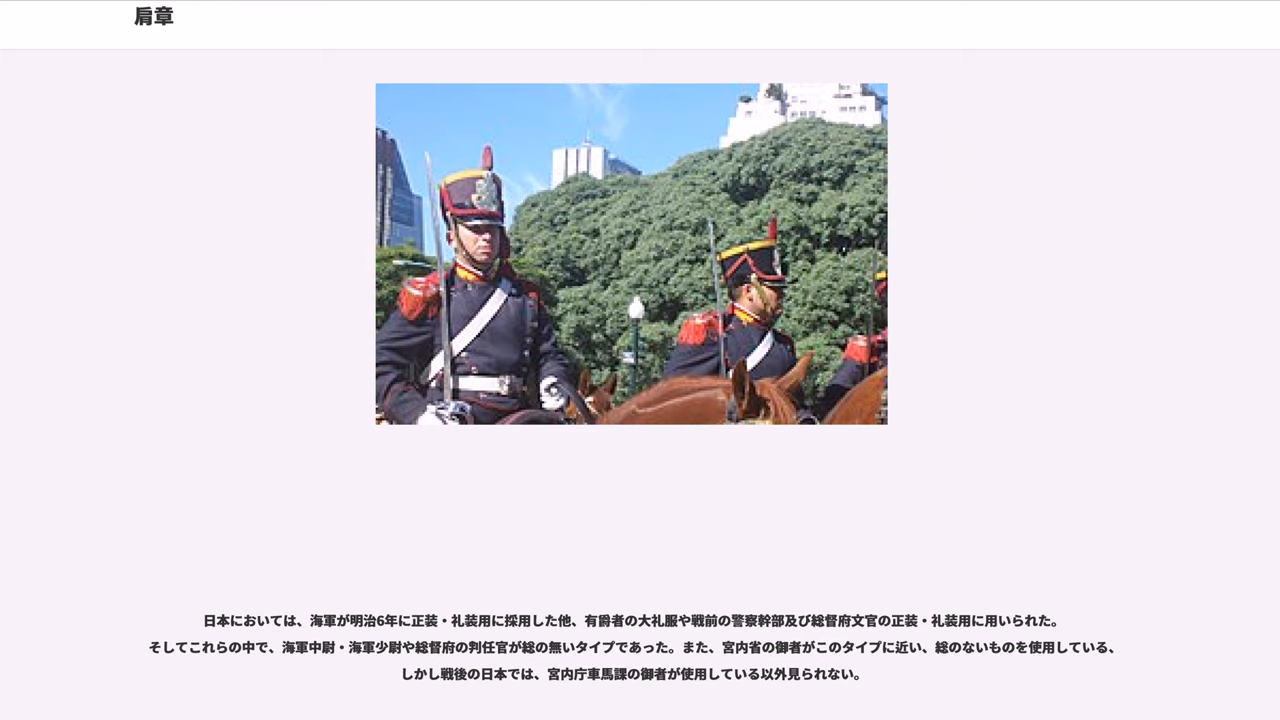 肩章
日本においては、海軍が明治6年に正装・礼装用に採用した他、有爵者の大礼服や戦前の警察幹部及び総督府文官の正装・礼装用に用いられた。
そしてこれらの中で、海軍中尉・海軍少尉や総督府の判任官が総の無いタイプであった。また、宮内省の御者がこのタイプに近い、総のないものを使用している、
しかし戦後の日本では、宮内庁車馬課の御者が使用している以外見られない。